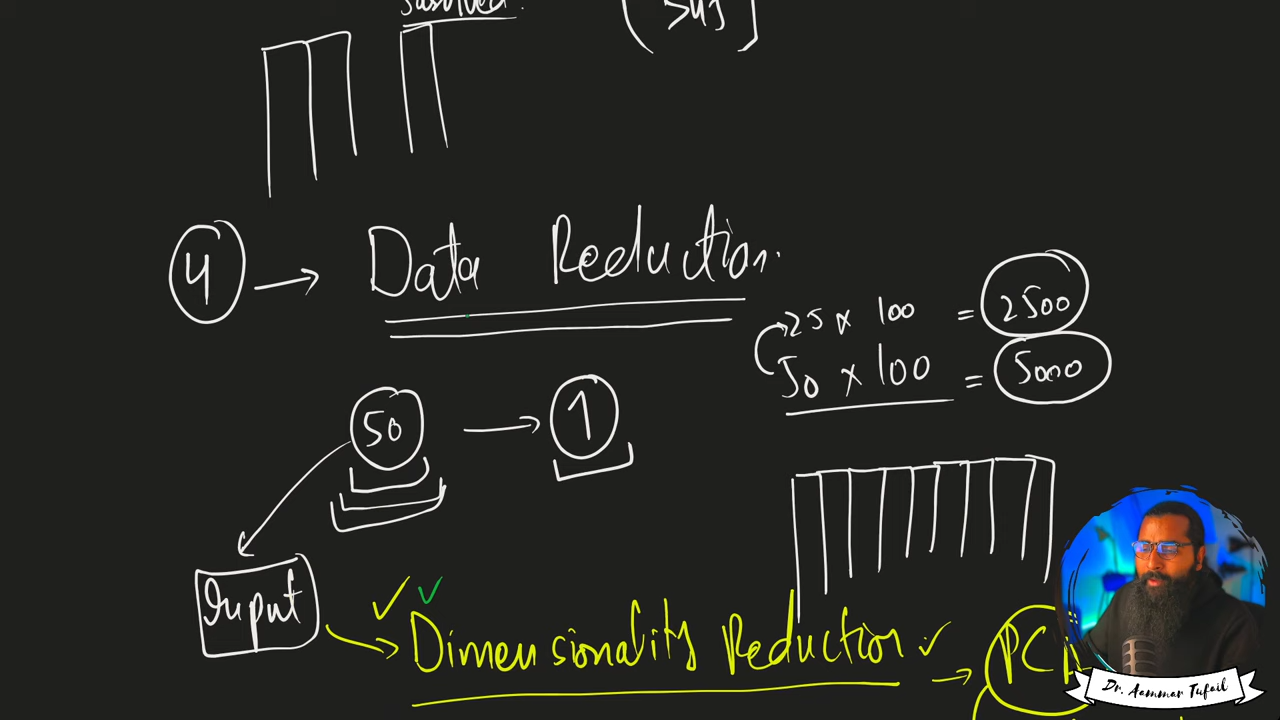 (4) → Data Reduction.
25 x 100 = 2500
50 x 100 = 5000
50 → 1
Input
Dimensionality Reduction
Dr. Aammar Tufail